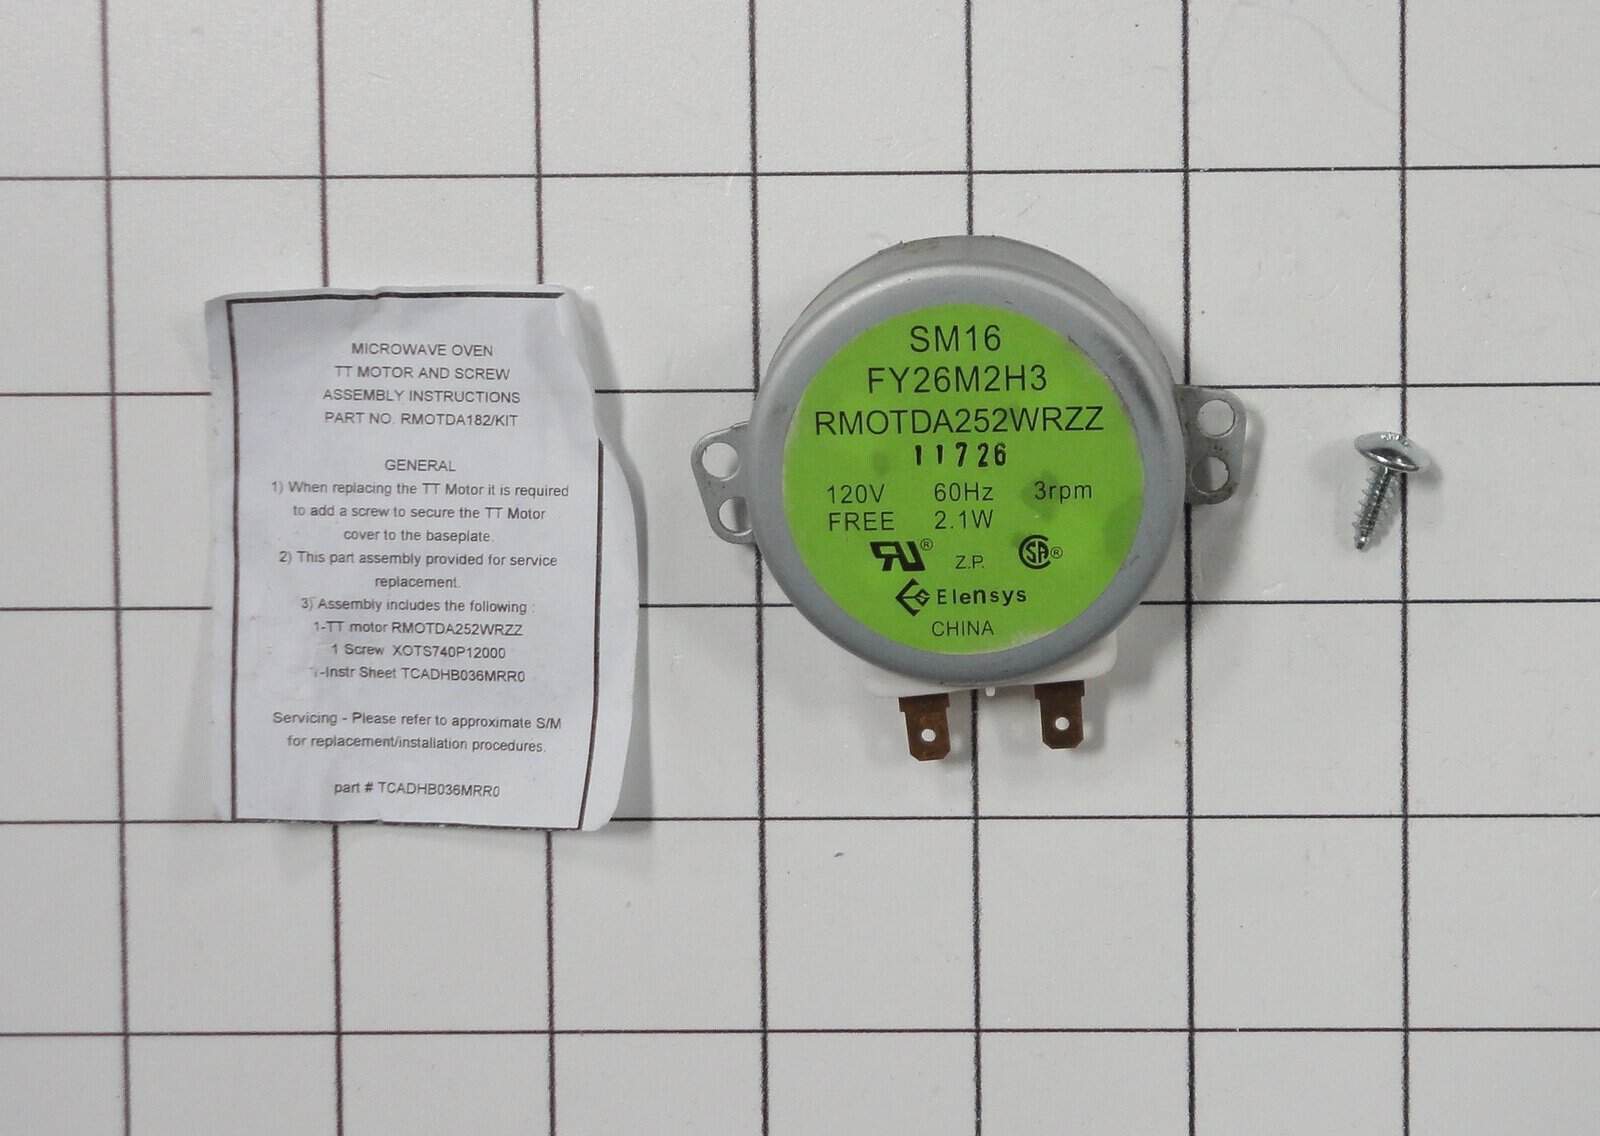 MICROWAVE OVEN
TT MOTOR AND SCREW
ASSEMBLY INSTRUCTIONS
PART NO. RMOTDA182/KIT
GENERAL
1) When replacing the TT Motor it is required
to add a screw to secure the TT Motor
cover to the baseplate.
2) This part assembly provided for service
replacement.
3) Assembly includes the following :
1-TT motor RMOTDA252WRZZ
1 Screw XOTS740P12000
1-Instr Sheet TCADHB036MRR0
Servicing - Please refer to approximate S/M
for replacement/installation procedures.
part # TCADHB036MRR0
SM16
FY26M2H3
RMOTDA252WRZZ
11726
120V 60Hz 3rpm
FREE 2.1W
RU® Z.P. SA®
Elensys
CHINA